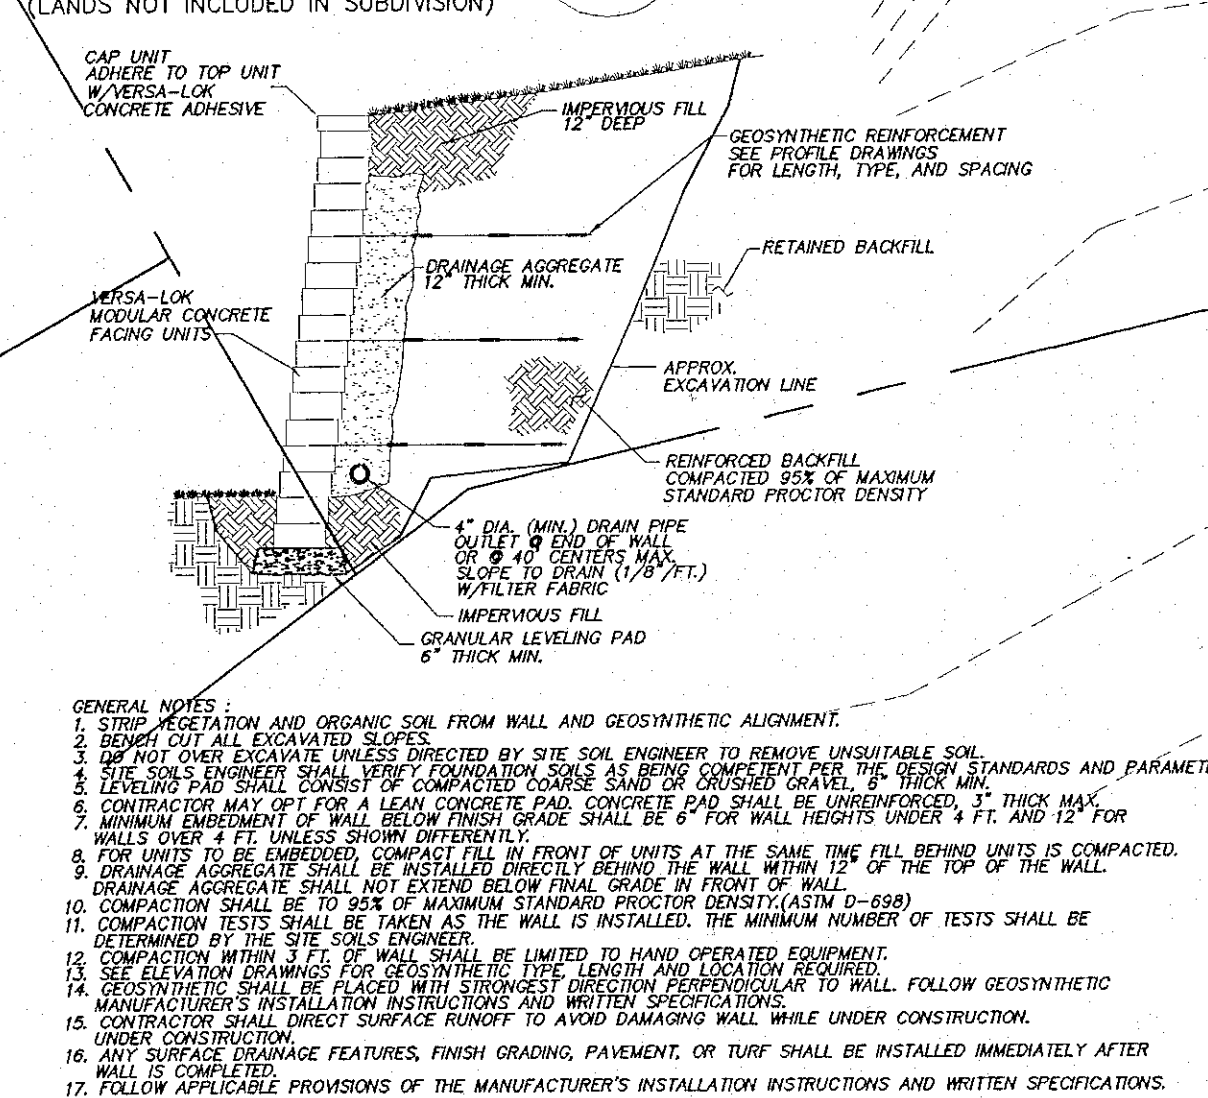 (LANDS NOT INCLUDED IN SUBDIVISION)
CAP UNIT
ADHERE TO TOP UNIT
W/VERSA-LOK
CONCRETE ADHESIVE
IMPERVIOUS FILL
12" DEEP
GEOSYNTHETIC REINFORCEMENT
SEE PROFILE DRAWINGS
FOR LENGTH, TYPE, AND SPACING
RETAINED BACKFILL
DRAINAGE AGGREGATE
12" THICK MIN.
VERSA-LOK
MODULAR CONCRETE
FACING UNITS
APPROX.
EXCAVATION LINE
REINFORCED BACKFILL
COMPACTED 95% OF MAXIMUM
STANDARD PROCTOR DENSITY
4" DIA. (MIN.) DRAIN PIPE
OUTLET @ END OF WALL
OR @ 40' CENTERS MAX.
SLOPE TO DRAIN (1/8"/FT.)
W/FILTER FABRIC
IMPERVIOUS FILL
GRANULAR LEVELING PAD
6" THICK MIN.
GENERAL NOTES :
1. STRIP VEGETATION AND ORGANIC SOIL FROM WALL AND GEOSYNTHETIC ALIGNMENT.
2. BENCH CUT ALL EXCAVATED SLOPES.
3. DO NOT OVER EXCAVATE UNLESS DIRECTED BY SITE SOIL ENGINEER TO REMOVE UNSUITABLE SOIL.
4. SITE SOILS ENGINEER SHALL VERIFY FOUNDATION SOILS AS BEING COMPETENT PER THE DESIGN STANDARDS AND PARAMET
5. LEVELING PAD SHALL CONSIST OF COMPACTED COARSE SAND OR CRUSHED GRAVEL, 6" THICK MIN.
6. CONTRACTOR MAY OPT FOR A LEAN CONCRETE PAD. CONCRETE PAD SHALL BE UNREINFORCED, 3" THICK MAX.
7. MINIMUM EMBEDMENT OF WALL BELOW FINISH GRADE SHALL BE 6" FOR WALL HEIGHTS UNDER 4 FT. AND 12" FOR
WALLS OVER 4 FT. UNLESS SHOWN DIFFERENTLY.
8. FOR UNITS TO BE EMBEDDED, COMPACT FILL IN FRONT OF UNITS AT THE SAME TIME FILL BEHIND UNITS IS COMPACTED.
9. DRAINAGE AGGREGATE SHALL BE INSTALLED DIRECTLY BEHIND THE WALL WITHIN 12" OF THE TOP OF THE WALL.
DRAINAGE AGGREGATE SHALL NOT EXTEND BELOW FINAL GRADE IN FRONT OF WALL.
10. COMPACTION SHALL BE TO 95% OF MAXIMUM STANDARD PROCTOR DENSITY.(ASTM D-698)
11. COMPACTION TESTS SHALL BE TAKEN AS THE WALL IS INSTALLED. THE MINIMUM NUMBER OF TESTS SHALL BE
DETERMINED BY THE SITE SOILS ENGINEER.
12. COMPACTION WITHIN 3 FT. OF WALL SHALL BE LIMITED TO HAND OPERATED EQUIPMENT.
13. SEE ELEVATION DRAWINGS FOR GEOSYNTHETIC TYPE, LENGTH AND LOCATION REQUIRED.
14. GEOSYNTHETIC SHALL BE PLACED WITH STRONGEST DIRECTION PERPENDICULAR TO WALL. FOLLOW GEOSYNTHETIC
MANUFACTURER'S INSTALLATION INSTRUCTIONS AND WRITTEN SPECIFICATIONS.
15. CONTRACTOR SHALL DIRECT SURFACE RUNOFF TO AVOID DAMAGING WALL WHILE UNDER CONSTRUCTION.
UNDER CONSTRUCTION.
16. ANY SURFACE DRAINAGE FEATURES, FINISH GRADING, PAVEMENT, OR TURF SHALL BE INSTALLED IMMEDIATELY AFTER
WALL IS COMPLETED.
17. FOLLOW APPLICABLE PROVISIONS OF THE MANUFACTURER'S INSTALLATION INSTRUCTIONS AND WRITTEN SPECIFICATIONS.